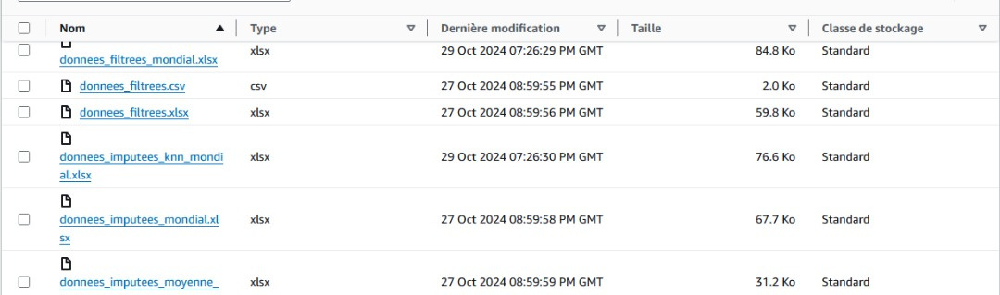 Nom Type Dernière modification Taille Classe de stockage
donnees_filtrees_mondial.xlsx xlsx 29 Oct 2024 07:26:29 PM GMT 84.8 Ko Standard
donnees_filtrees.csv csv 27 Oct 2024 08:59:55 PM GMT 2.0 Ko Standard
donnees_filtrees.xlsx xlsx 27 Oct 2024 08:59:56 PM GMT 59.8 Ko Standard
donnees_imputees_knn_mondi
al.xlsx
xlsx 29 Oct 2024 07:26:30 PM GMT 76.6 Ko Standard
donnees_imputees_mondial.xl
sx
xlsx 27 Oct 2024 08:59:58 PM GMT 67.7 Ko Standard
donnees_imputees_moyenne_
xlsx 27 Oct 2024 08:59:59 PM GMT 31.2 Ko Standard